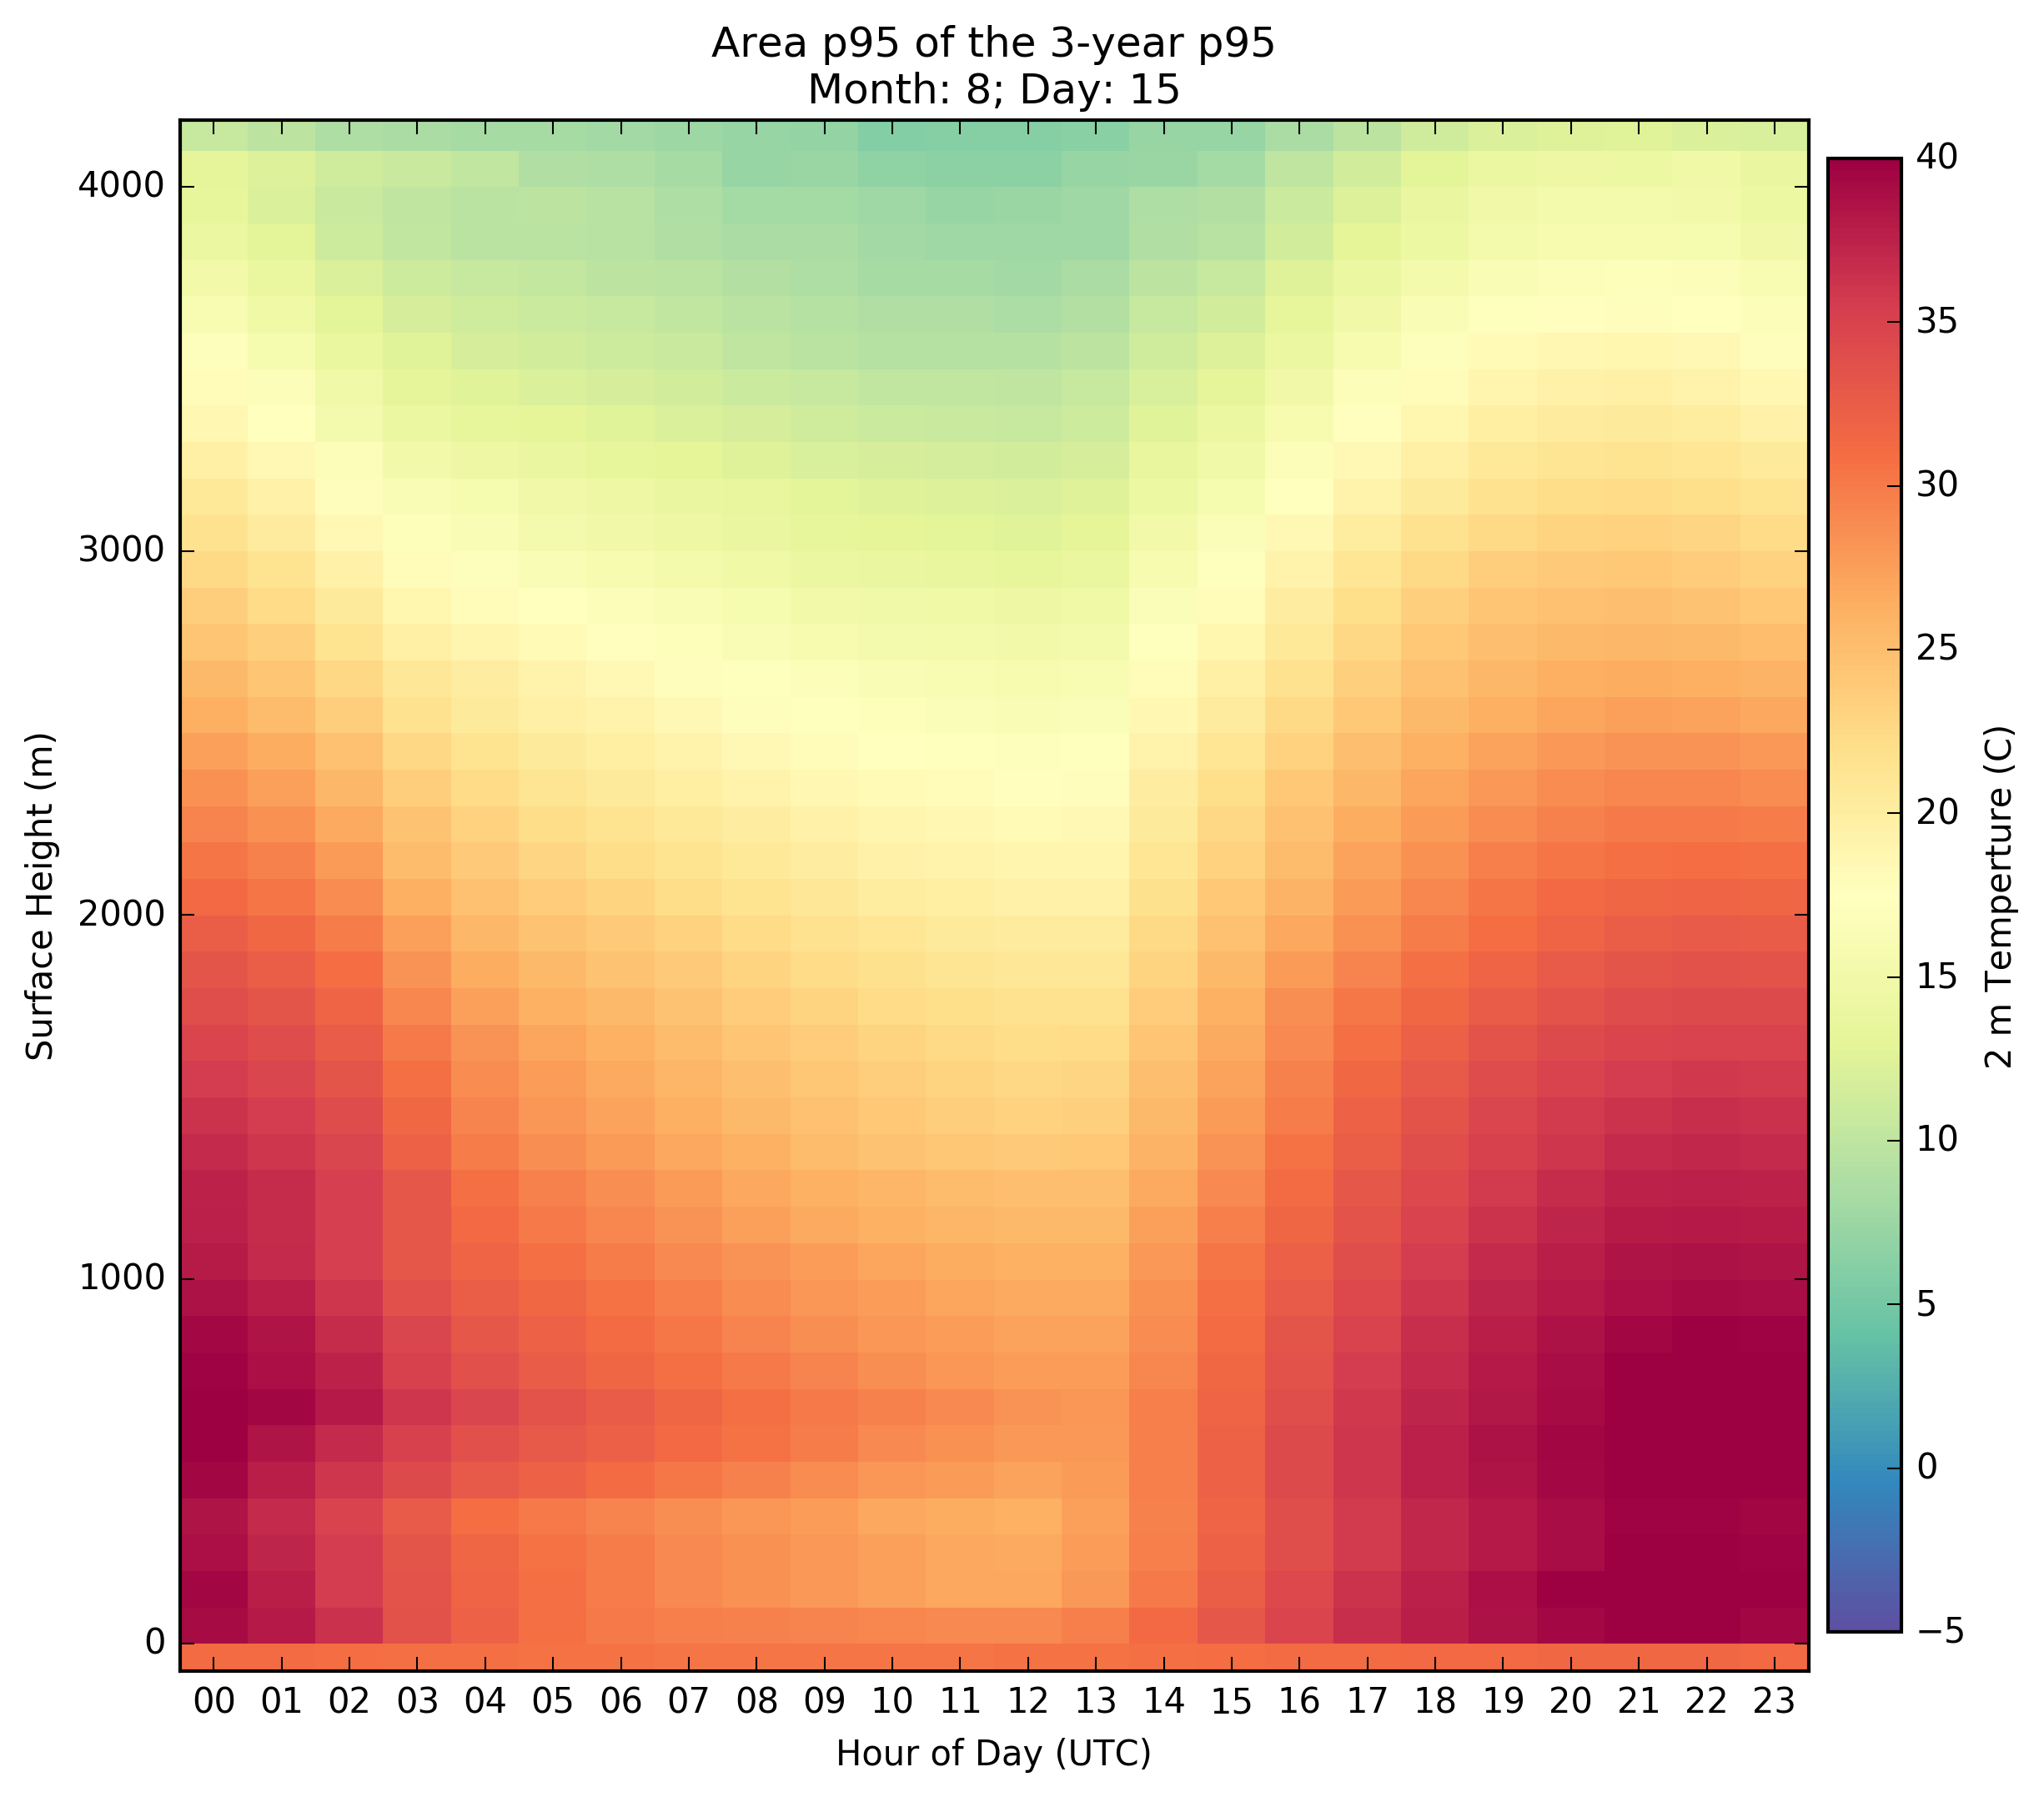 Area p95 of the 3-year p95
Month: 8; Day: 15
4000
3000
2000
1000
0
Surface Height (m)
00 01 02 03 04 05 06 07 08 09 10 11 12 13 14 15 16 17 18 19 20 21 22 23
Hour of Day (UTC)
40
35
30
25
20
15
10
5
0
−5
2 m Temperture (C)